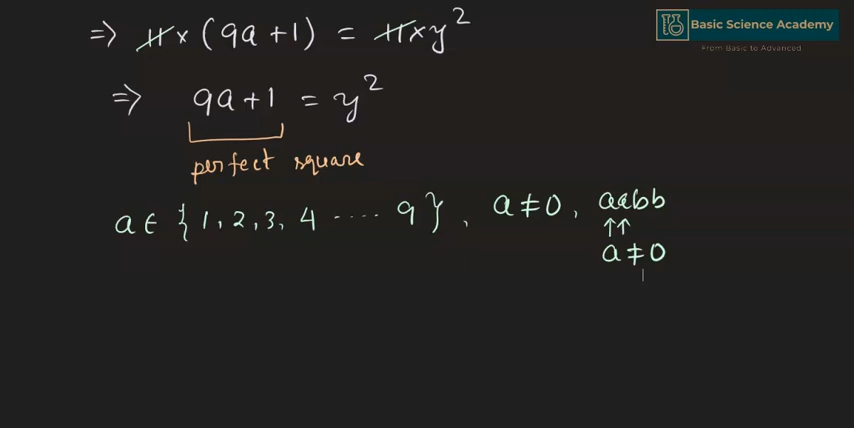 Basic Science Academy
From Basic to Advanced
⇒ 11 × (9a + 1) = 11 × y²
⇒ 9a + 1 = y²
perfect square
a ∈ { 1, 2, 3, 4 ···· 9 } , a ≠ 0 , aabb
↑↑
a ≠ 0